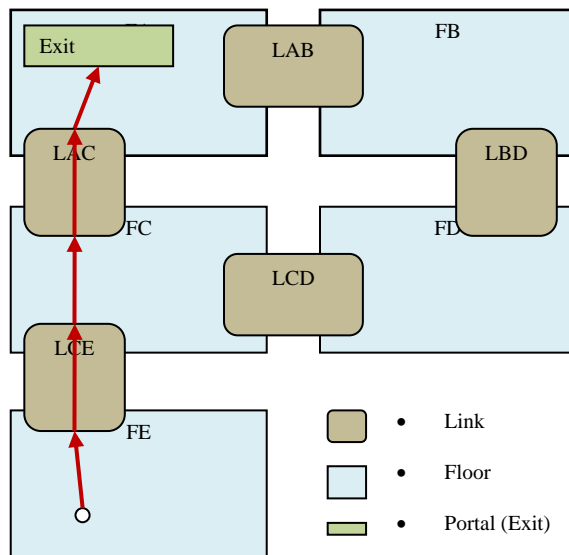 Exit
LAB
FB
LAC
LBD
FC
FD
LCD
LCE
FE
• Link
• Floor
• Portal (Exit)